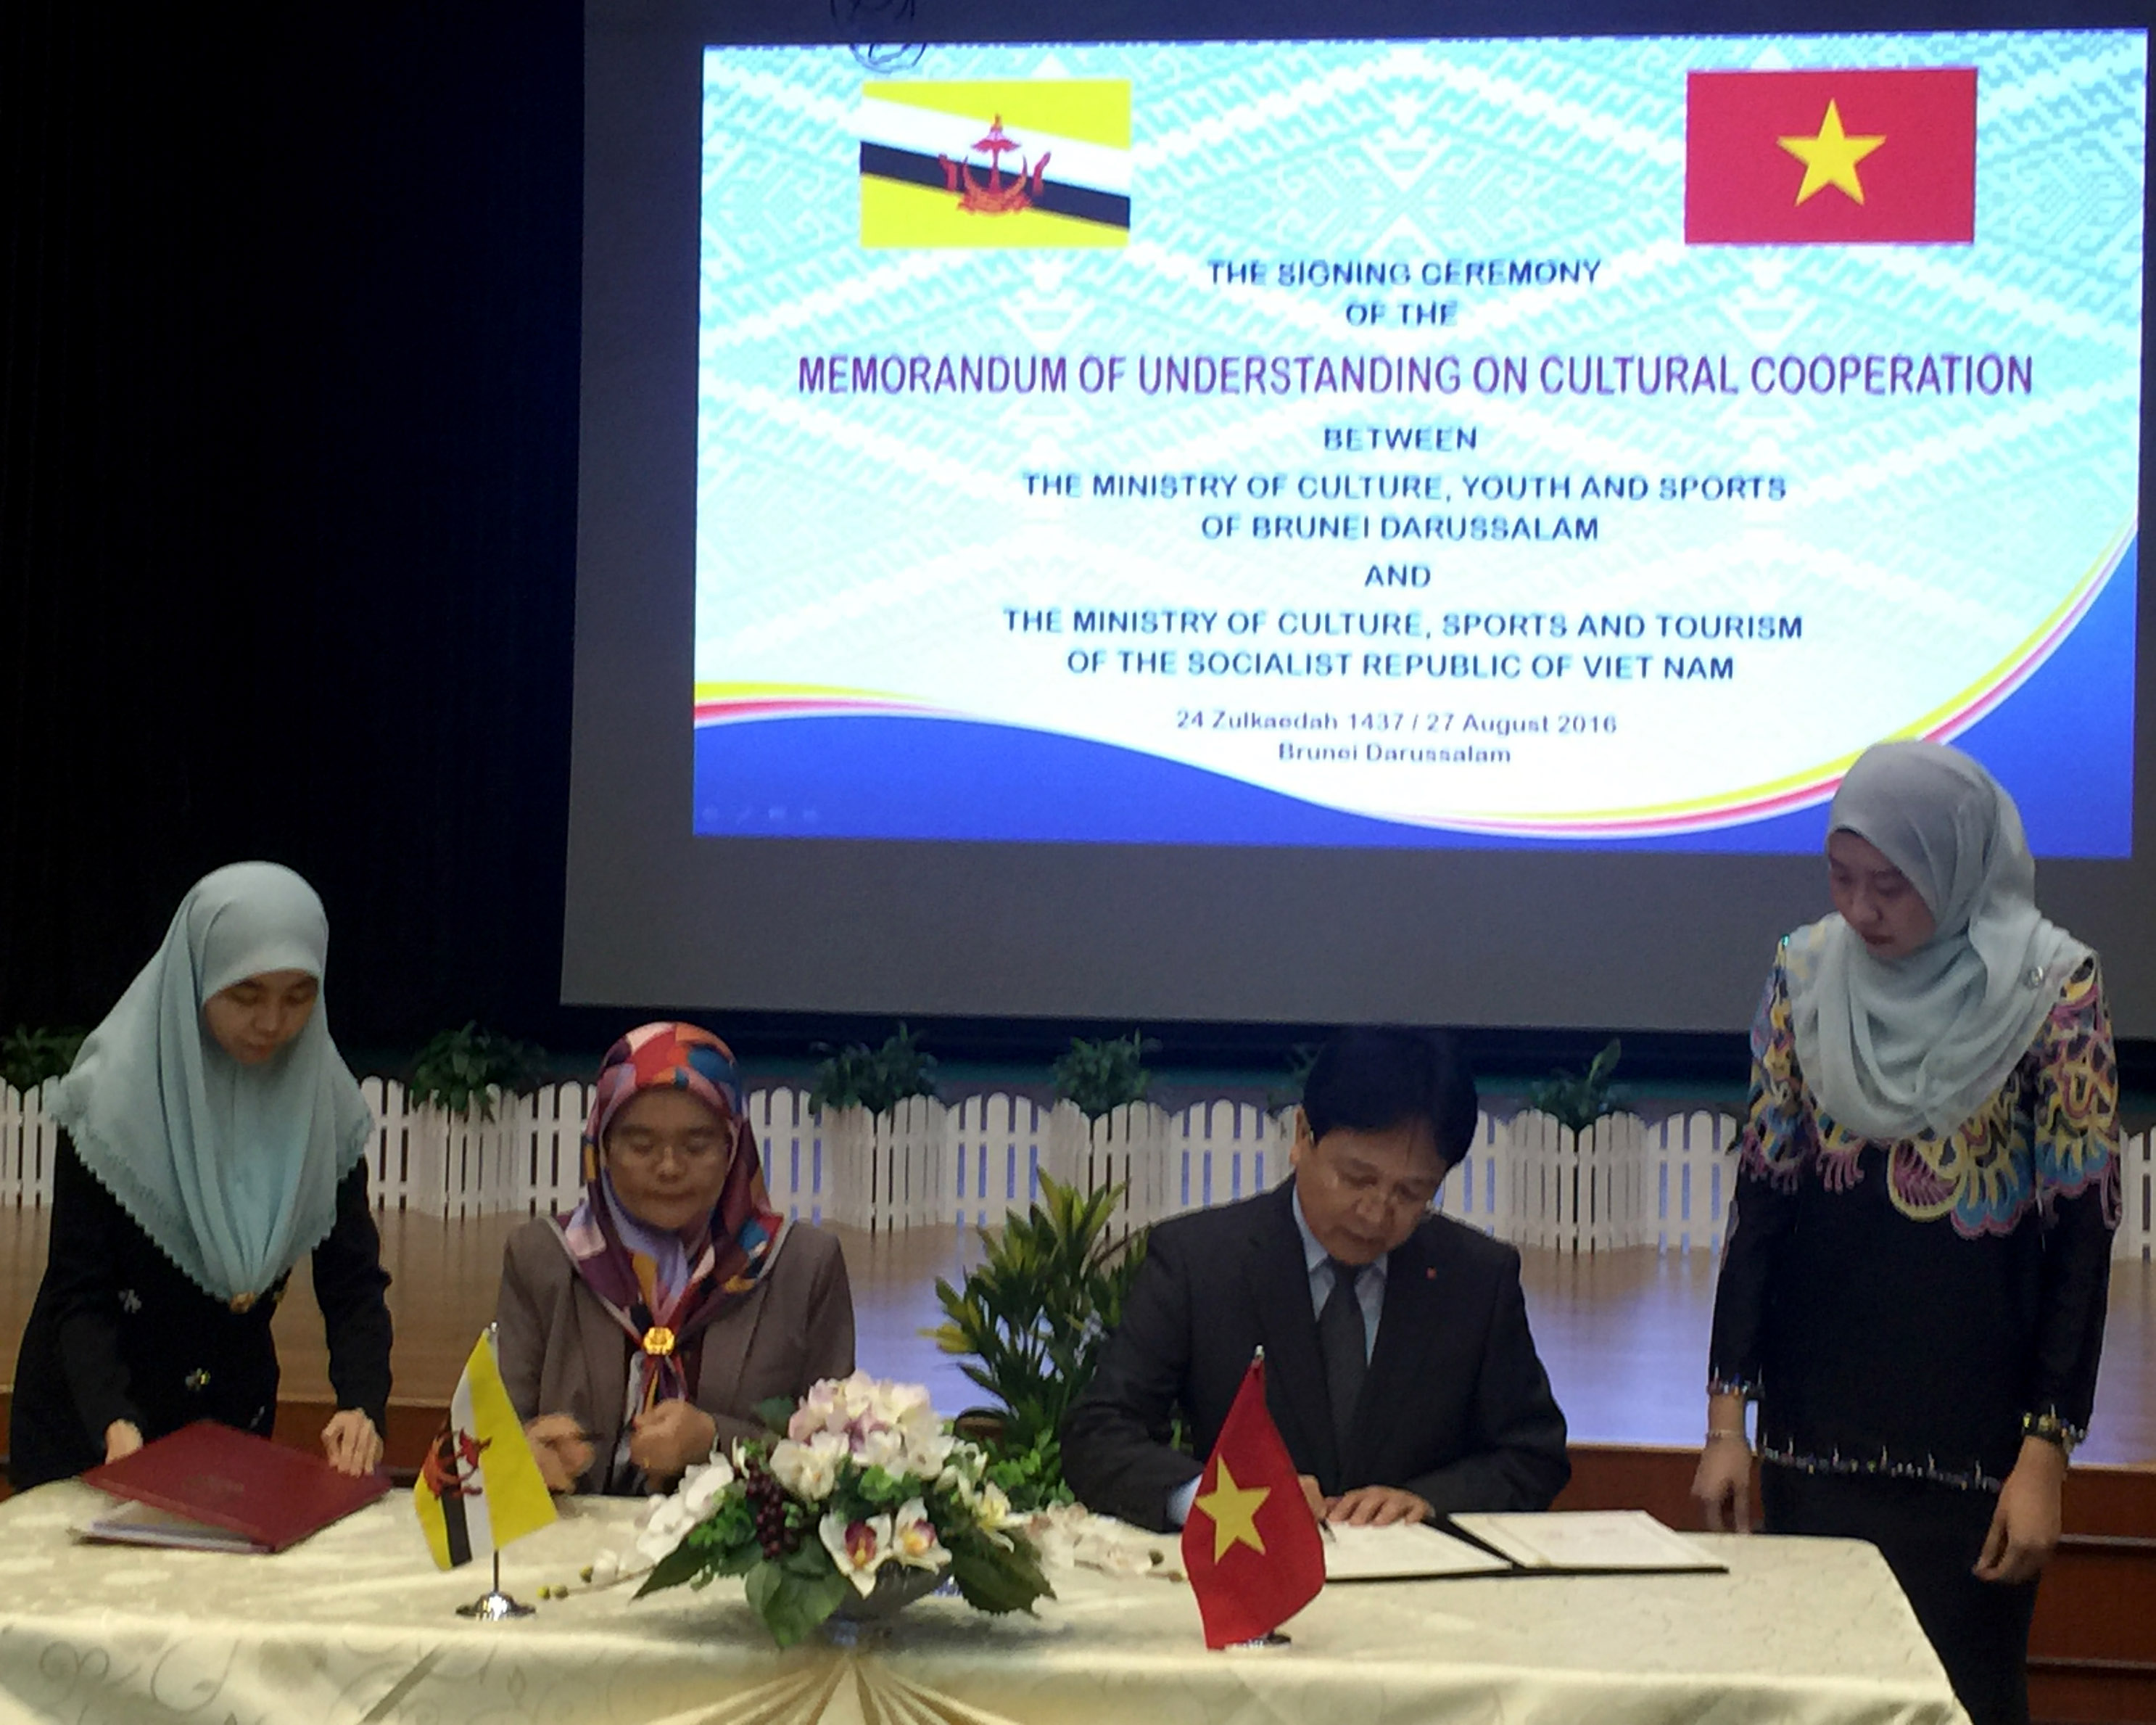 THE SIGNING CEREMONY
OF THE
MEMORANDUM OF UNDERSTANDING ON CULTURAL COOPERATION
BETWEEN
THE MINISTRY OF CULTURE, YOUTH AND SPORTS
OF BRUNEI DARUSSALAM
AND
THE MINISTRY OF CULTURE, SPORTS AND TOURISM
OF THE SOCIALIST REPUBLIC OF VIET NAM
24 Zulkaedah 1437 / 27 August 2016
Brunei Darussalam